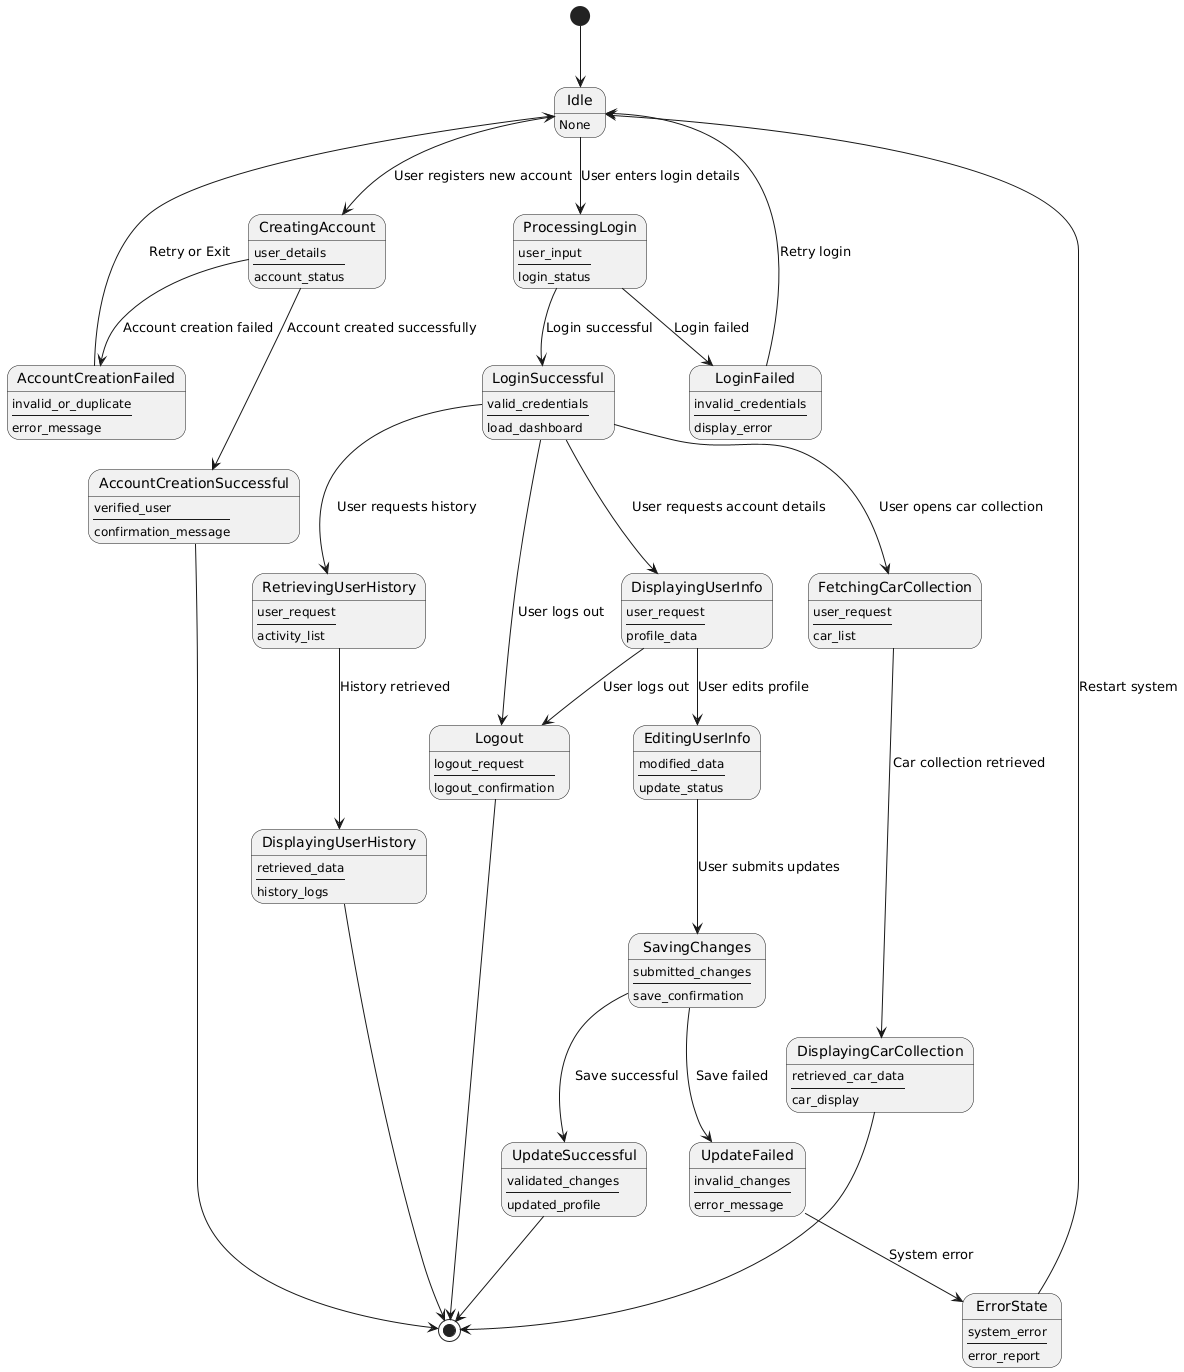 Idle
None
User registers new account
User enters login details
CreatingAccount
user_details
account_status
ProcessingLogin
user_input
login_status
Retry or Exit
Retry login
Account creation failed
Account created successfully
Login successful
Login failed
AccountCreationFailed
invalid_or_duplicate
error_message
LoginSuccessful
valid_credentials
load_dashboard
LoginFailed
invalid_credentials
display_error
AccountCreationSuccessful
verified_user
confirmation_message
User requests history
User requests account details
User opens car collection
RetrievingUserHistory
user_request
activity_list
User logs out
DisplayingUserInfo
user_request
profile_data
FetchingCarCollection
user_request
car_list
History retrieved
User logs out
User edits profile
Restart system
Logout
logout_request
logout_confirmation
EditingUserInfo
modified_data
update_status
Car collection retrieved
DisplayingUserHistory
retrieved_data
history_logs
User submits updates
SavingChanges
submitted_changes
save_confirmation
DisplayingCarCollection
retrieved_car_data
car_display
Save successful
Save failed
UpdateSuccessful
validated_changes
updated_profile
UpdateFailed
invalid_changes
error_message
System error
ErrorState
system_error
error_report